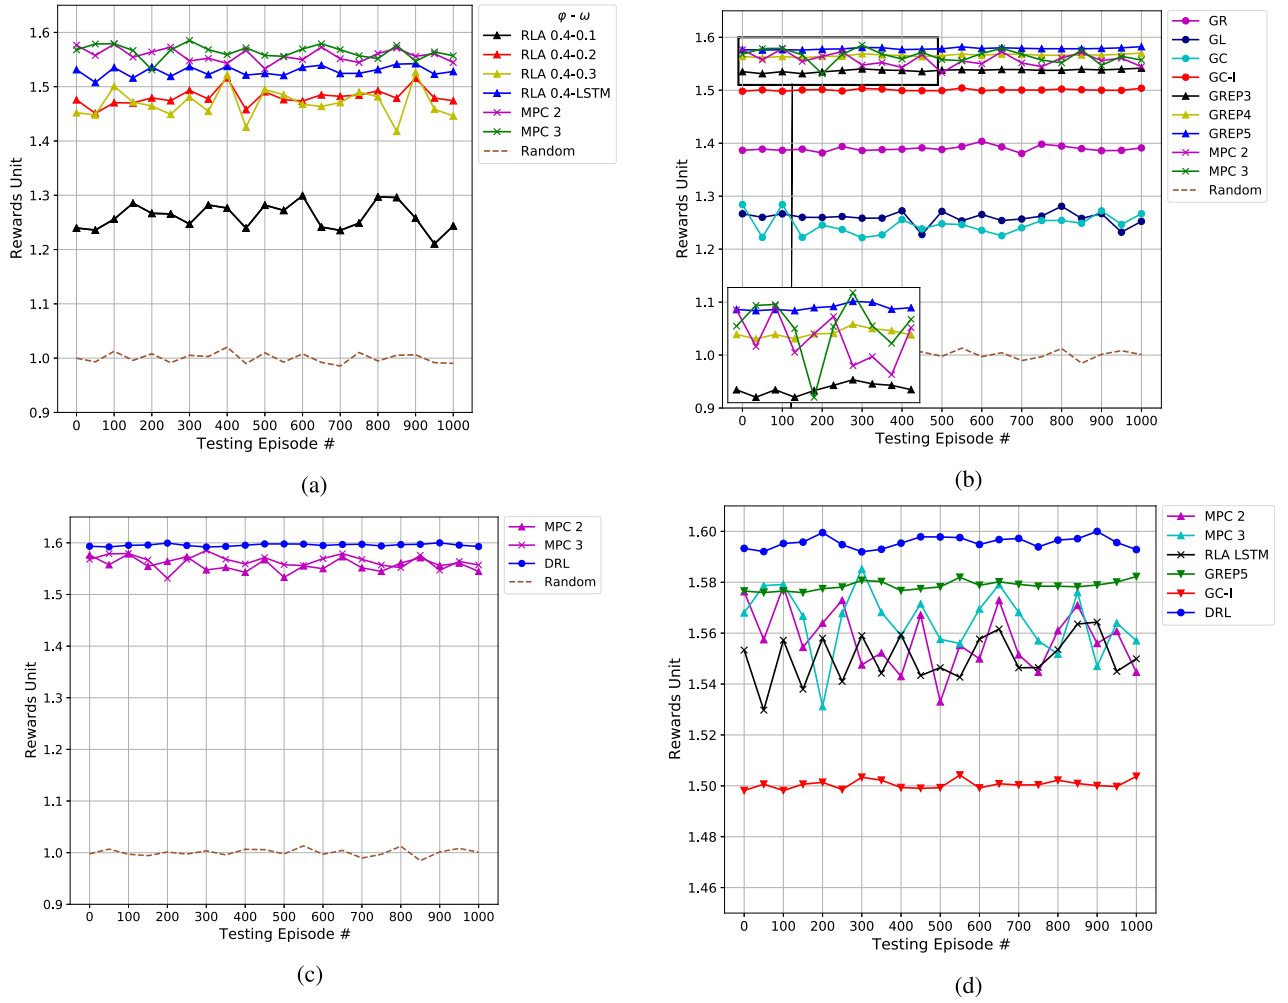 φ - ω
RLA 0.4-0.1
RLA 0.4-0.2
RLA 0.4-0.3
RLA 0.4-LSTM
MPC 2
MPC 3
Random
1.6
1.5
1.4
1.3
1.2
1.1
1.0
0.9
Rewards Unit
0 100 200 300 400 500 600 700 800 900 1000
Testing Episode #
(a)
GR
GL
GC
GC-I
GREP3
GREP4
GREP5
MPC 2
MPC 3
Random
1.6
1.5
1.4
1.3
1.2
1.1
1.0
0.9
Rewards Unit
0 100 200 300 400 500 600 700 800 900 1000
Testing Episode #
(b)
MPC 2
MPC 3
DRL
Random
1.6
1.5
1.4
1.3
1.2
1.1
1.0
0.9
Rewards Unit
0 100 200 300 400 500 600 700 800 900 1000
Testing Episode #
(c)
MPC 2
MPC 3
RLA LSTM
GREP5
GC-I
DRL
1.60
1.58
1.56
1.54
1.52
1.50
1.48
1.46
Rewards Unit
0 100 200 300 400 500 600 700 800 900 1000
Testing Episode #
(d)